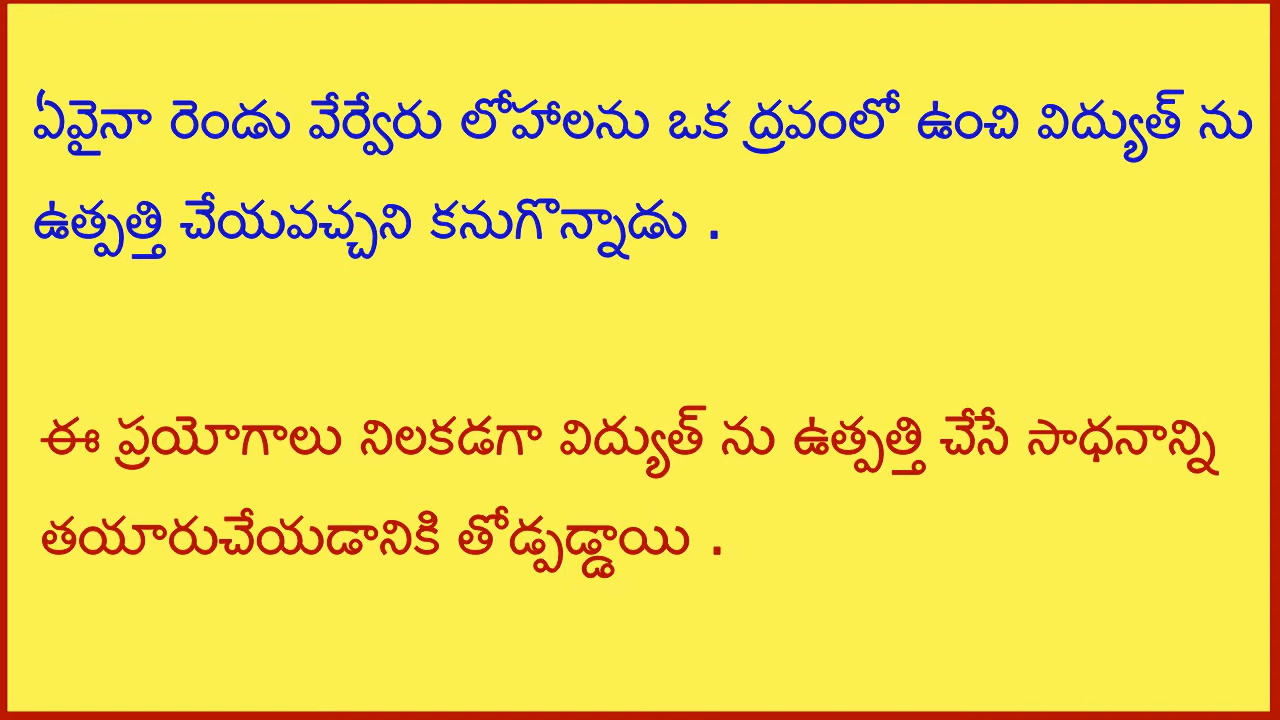 ఏవైనా రెండు వేర్వేరు లోహాలను ఒక ద్రవంలో ఉంచి విద్యుత్ ను
ఉత్పత్తి చేయవచ్చని కనుగొన్నాడు .
ఈ ప్రయోగాలు నిలకడగా విద్యుత్ ను ఉత్పత్తి చేసే సాధనాన్ని
తయారుచేయడానికి తోడ్పడ్డాయి .